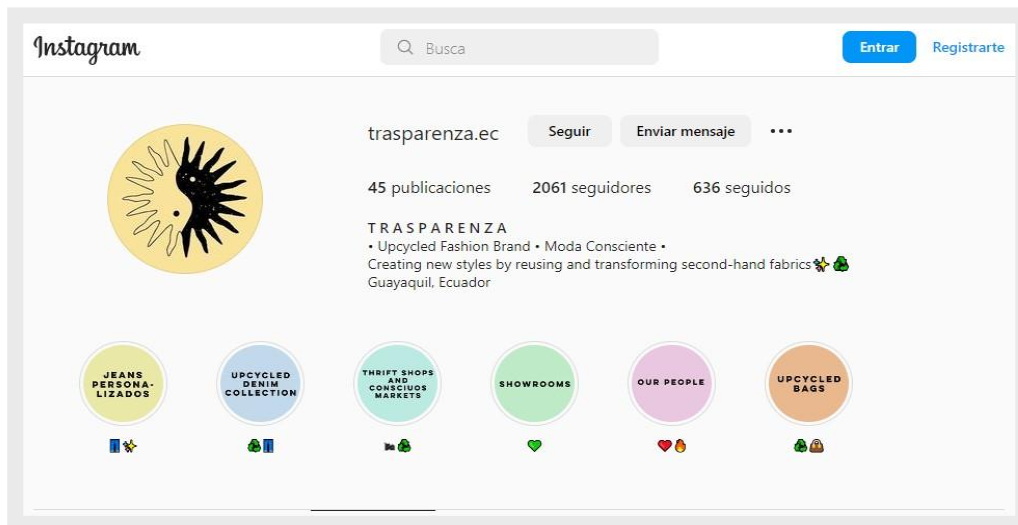 Instagram
Busca
Entrar
Registrarte
trasparenza.ec
Seguir
Enviar mensaje
45 publicaciones
2061 seguidores
636 seguidos
T R A S P A R E N Z A
• Upcycled Fashion Brand • Moda Consciente •
Creating new styles by reusing and transforming second-hand fabrics✨♻
Guayaquil, Ecuador
JEANS
PERSONA-
LIZADOS
UPCYCLED
DENIM
COLLECTION
THRIFT SHOPS
AND
CONSCIUOS
MARKETS
SHOWROOMS
OUR PEOPLE
UPCYCLED
BAGS